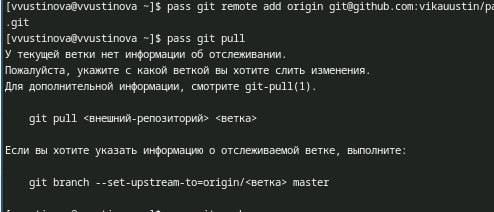 [vvustinova@vvustinova ~]$ pass git remote add origin git@github.com:vikauustin/pa
.git
[vvustinova@vvustinova ~]$ pass git pull
У текущей ветки нет информации об отслеживании.
Пожалуйста, укажите с какой веткой вы хотите слить изменения.
Для дополнительной информации, смотрите git-pull(1).
git pull <внешний-репозиторий> <ветка>
Если вы хотите указать информацию о отслеживаемой ветке, выполните:
git branch --set-upstream-to=origin/<ветка> master